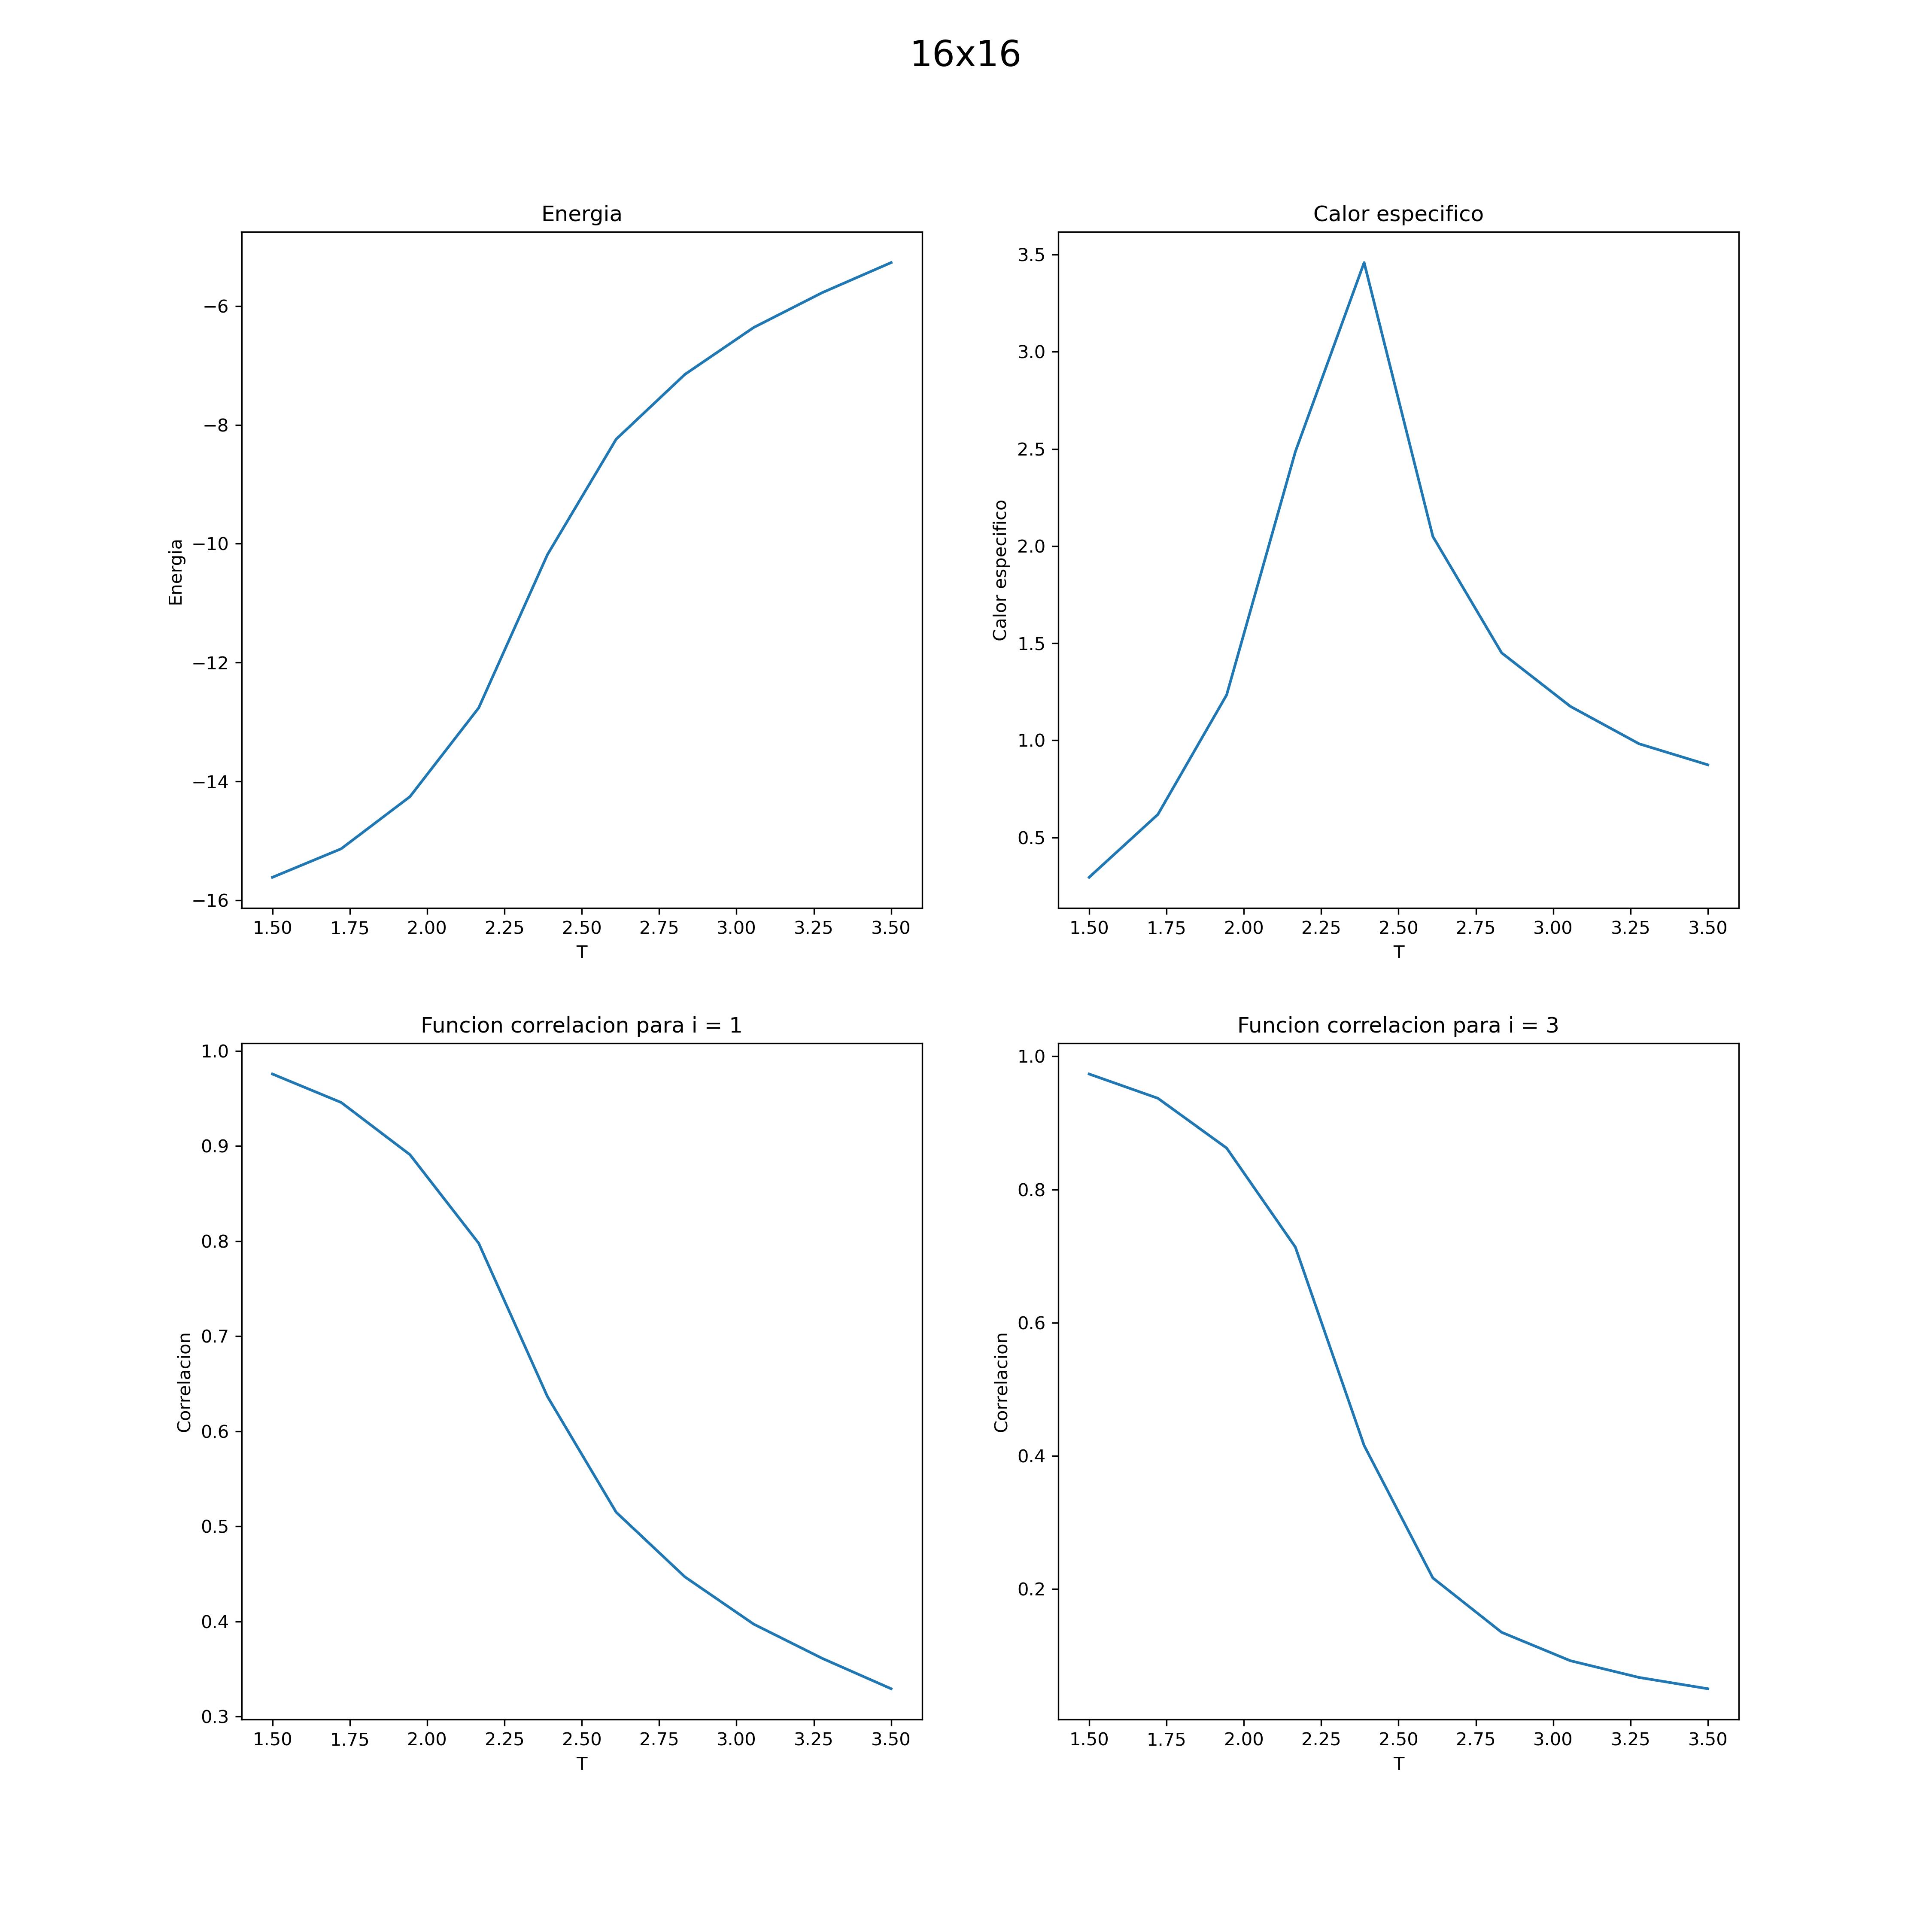 16x16
Energia
Energia
−6
−8
−10
−12
−14
−16
1.50 1.75 2.00 2.25 2.50 2.75 3.00 3.25 3.50
T
Calor especifico
Calor especifico
3.5
3.0
2.5
2.0
1.5
1.0
0.5
1.50 1.75 2.00 2.25 2.50 2.75 3.00 3.25 3.50
T
Funcion correlacion para i = 1
Correlacion
1.0
0.9
0.8
0.7
0.6
0.5
0.4
0.3
1.50 1.75 2.00 2.25 2.50 2.75 3.00 3.25 3.50
T
Funcion correlacion para i = 3
Correlacion
1.0
0.8
0.6
0.4
0.2
1.50 1.75 2.00 2.25 2.50 2.75 3.00 3.25 3.50
T